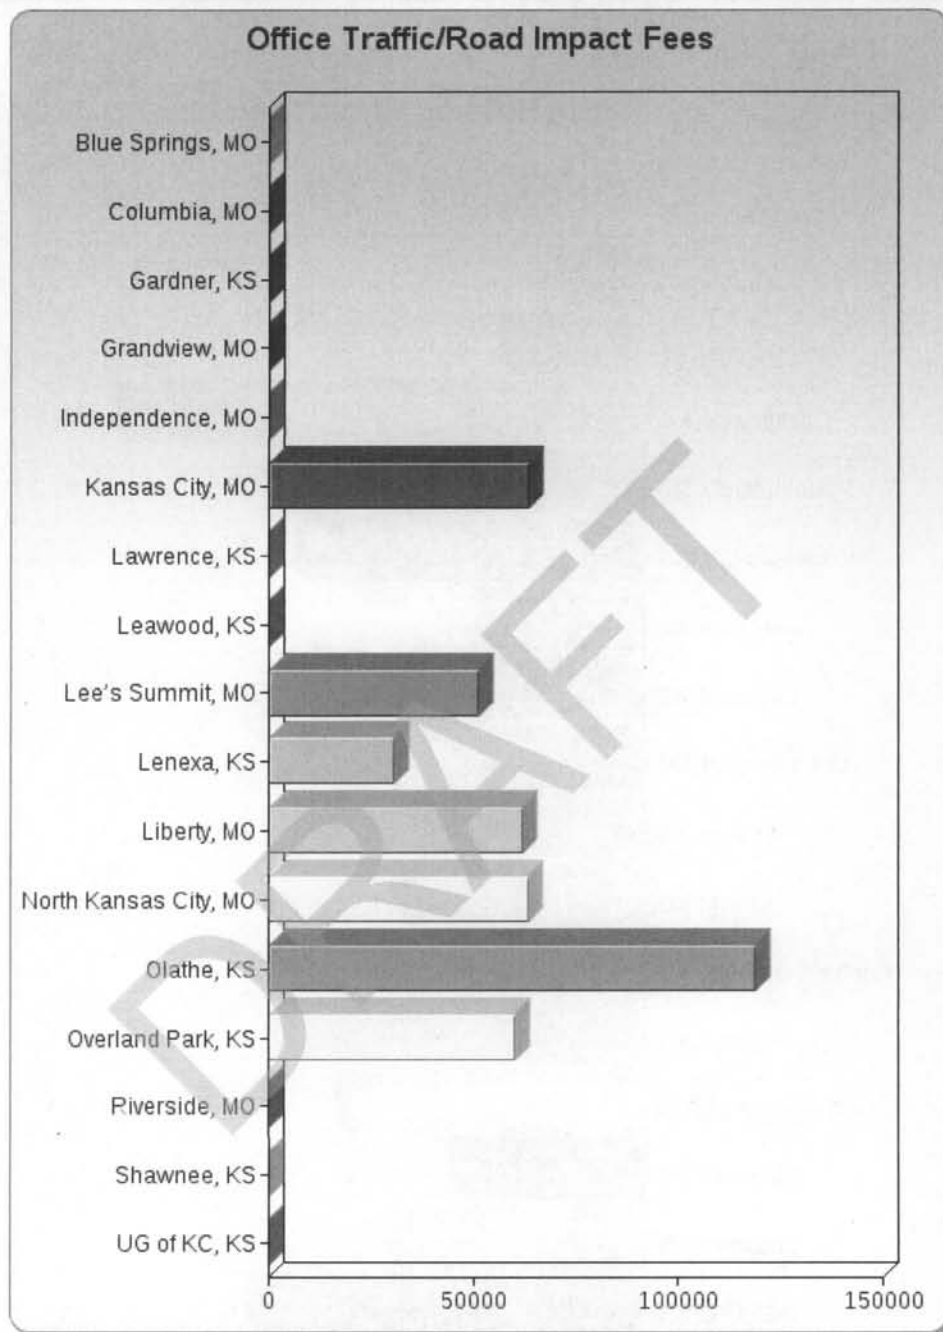 Office Traffic/Road Impact Fees
Blue Springs, MO
Columbia, MO
Gardner, KS
Grandview, MO
Independence, MO
Kansas City, MO
Lawrence, KS
Leawood, KS
Lee's Summit, MO
Lenexa, KS
Liberty, MO
North Kansas City, MO
Olathe, KS
Overland Park, KS
Riverside, MO
Shawnee, KS
UG of KC, KS
0 50000 100000 150000
DRAFT